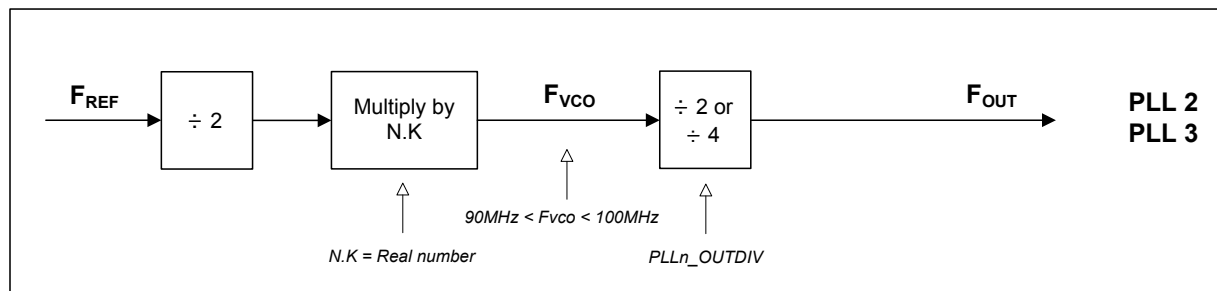 F_REF
÷ 2
Multiply by
N.K
F_VCO
÷ 2 or
÷ 4
F_OUT
PLL 2
PLL 3
90MHz < Fvco < 100MHz
N.K = Real number
PLLn_OUTDIV